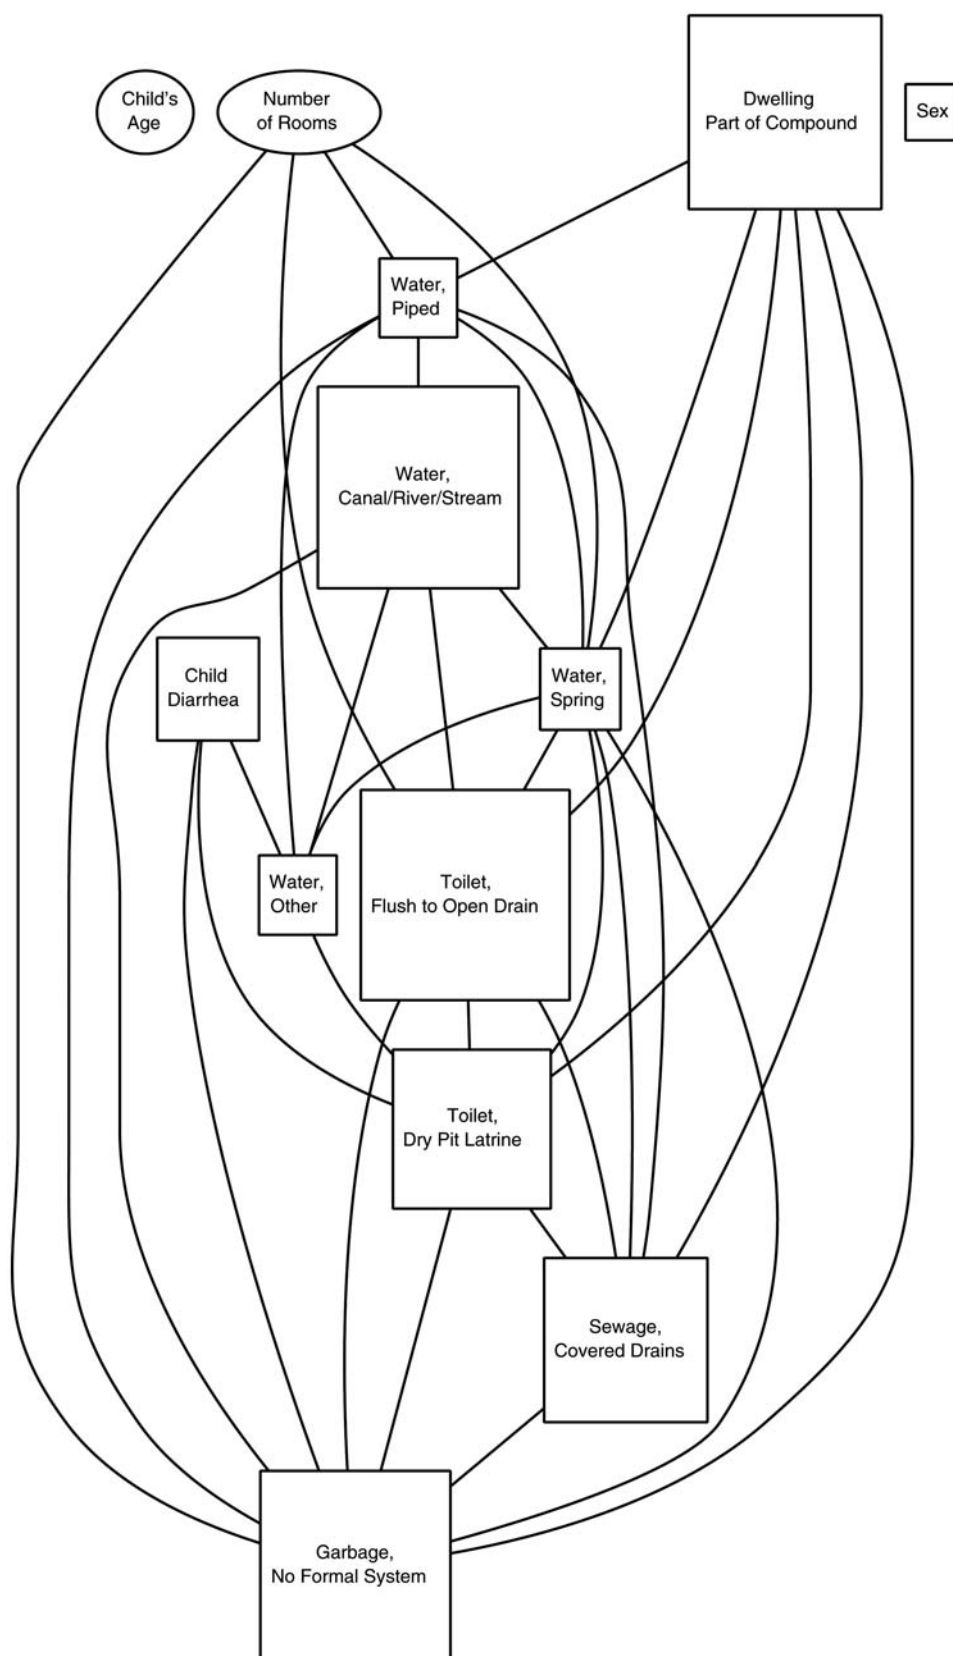 Child's
Age
Number
of Rooms
Dwelling
Part of Compound
Sex
Water,
Piped
Water,
Canal/River/Stream
Child
Diarrhea
Water,
Spring
Water,
Other
Toilet,
Flush to Open Drain
Toilet,
Dry Pit Latrine
Sewage,
Covered Drains
Garbage,
No Formal System